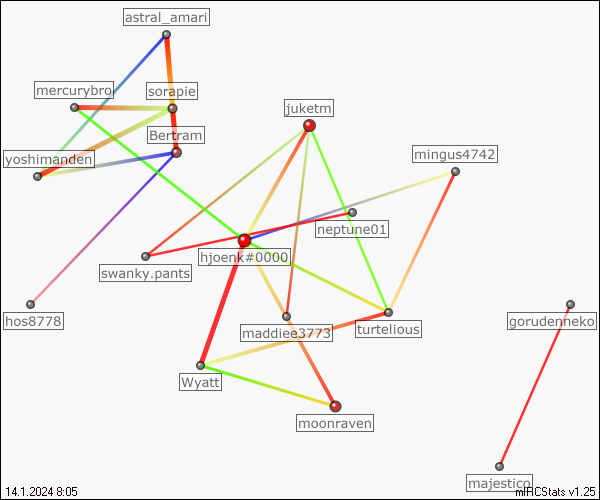 astral_amari
mercurybro
sorapie
juketm
Bertram
yoshimanden
mingus4742
neptune01
hjoenk#0000
swanky.pants
hos8778
maddiee3773
turtelious
gorudenneko
Wyatt
moonraven
majestico
14.1.2024 8:05
mIRCStats v1.25